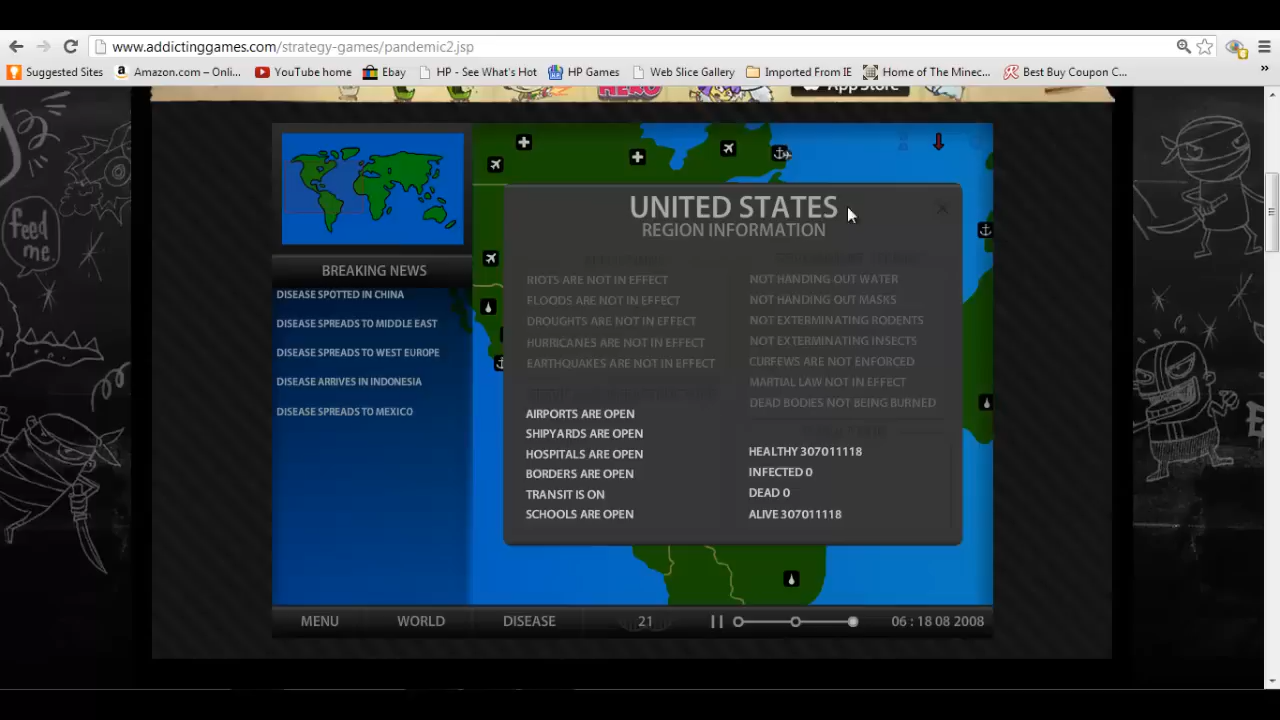 www.addictinggames.com/strategy-games/pandemic2.jsp
Suggested Sites
Amazon.com – Onli...
YouTube home
Ebay
HP - See What's Hot
HP Games
Web Slice Gallery
Imported From IE
Home of The Minec...
Best Buy Coupon C...
»
HERO
App Store
feed me.
UNITED STATES
REGION INFORMATION
BREAKING NEWS
DISEASE SPOTTED IN CHINA
DISEASE SPREADS TO MIDDLE EAST
DISEASE SPREADS TO WEST EUROPE
DISEASE ARRIVES IN INDONESIA
DISEASE SPREADS TO MEXICO
RIOTS ARE NOT IN EFFECT
FLOODS ARE NOT IN EFFECT
DROUGHTS ARE NOT IN EFFECT
HURRICANES ARE NOT IN EFFECT
EARTHQUAKES ARE NOT IN EFFECT
AIRPORTS ARE OPEN
SHIPYARDS ARE OPEN
HOSPITALS ARE OPEN
BORDERS ARE OPEN
TRANSIT IS ON
SCHOOLS ARE OPEN
NOT HANDING OUT WATER
NOT HANDING OUT MASKS
NOT EXTERMINATING RODENTS
NOT EXTERMINATING INSECTS
CURFEWS ARE NOT ENFORCED
MARTIAL LAW NOT IN EFFECT
DEAD BODIES NOT BEING BURNED
HEALTHY 307011118
INFECTED 0
DEAD 0
ALIVE 307011118
MENU
WORLD
DISEASE
21
06 : 18 08 2008